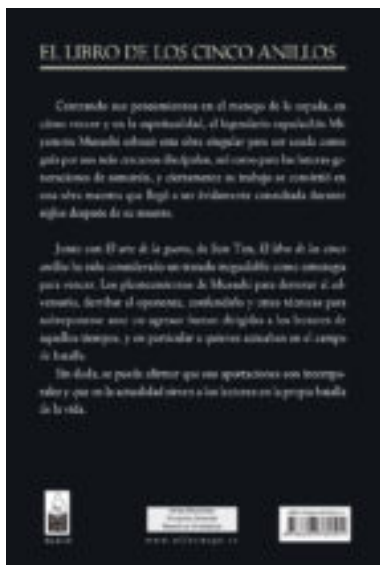 EL LIBRO DE LOS CINCO ANILLOS
Centrando sus pensamientos en el manejo de la espada, en
cómo vencer y en la espiritualidad, el legendario espadachín Mi-
yamoto Musashi esbozó esta obra singular para ser usada como
guía por sus más cercanos discípulos, así como para las futuras ge-
neraciones de samuráis, y ciertamente su trabajo se convirtió en
una obra maestra que llegó a ser ávidamente consultada durante
siglos después de su muerte.
Junto con El arte de la guerra, de Sun Tzu, El libro de los cinco
anillos ha sido considerado un tratado inigualable como estrategia
para vencer. Los planteamientos de Musashi para derrotar al ad-
versario, derribar al oponente, confundirlo y otras técnicas para
sobreponerse ante un agresor fueron dirigidas a los lectores de
aquellos tiempos, y en particular a quienes actuaban en el campo
de batalla.
Sin duda, se puede afirmar que sus aportaciones son incompa-
rables y que en la actualidad sirven a los lectores en la propia batalla
de la vida.